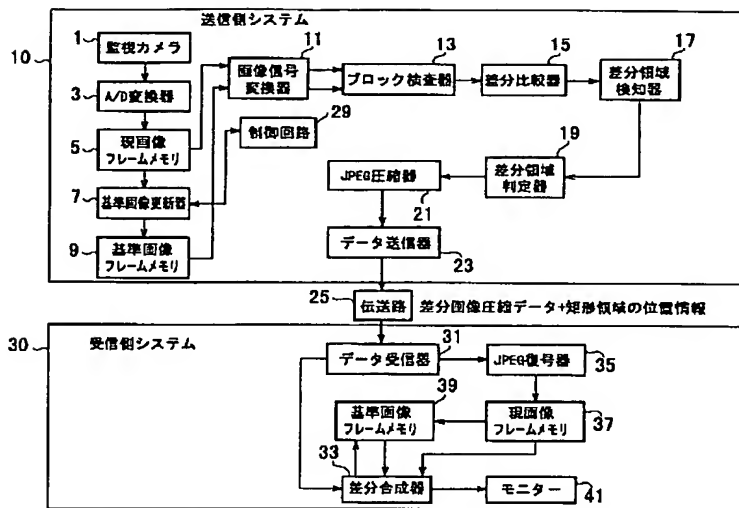 送信側システム
10
1
監視カメラ
3
A/D変換器
5
現画像
フレームメモリ
7
基準画像更新器
9
基準画像
フレームメモリ
11
画像信号
変換器
29
制御回路
13
ブロック検査器
15
差分比較器
17
差分領域
検知器
19
差分領域
判定器
JPEG圧縮器
21
データ送信器
23
25
伝送路
差分画像圧縮データ+矩形領域の位置情報
30
受信側システム
31
データ受信器
JPEG復号器
35
39
基準画像
フレームメモリ
現画像
フレームメモリ
37
33
差分合成器
モニター
41